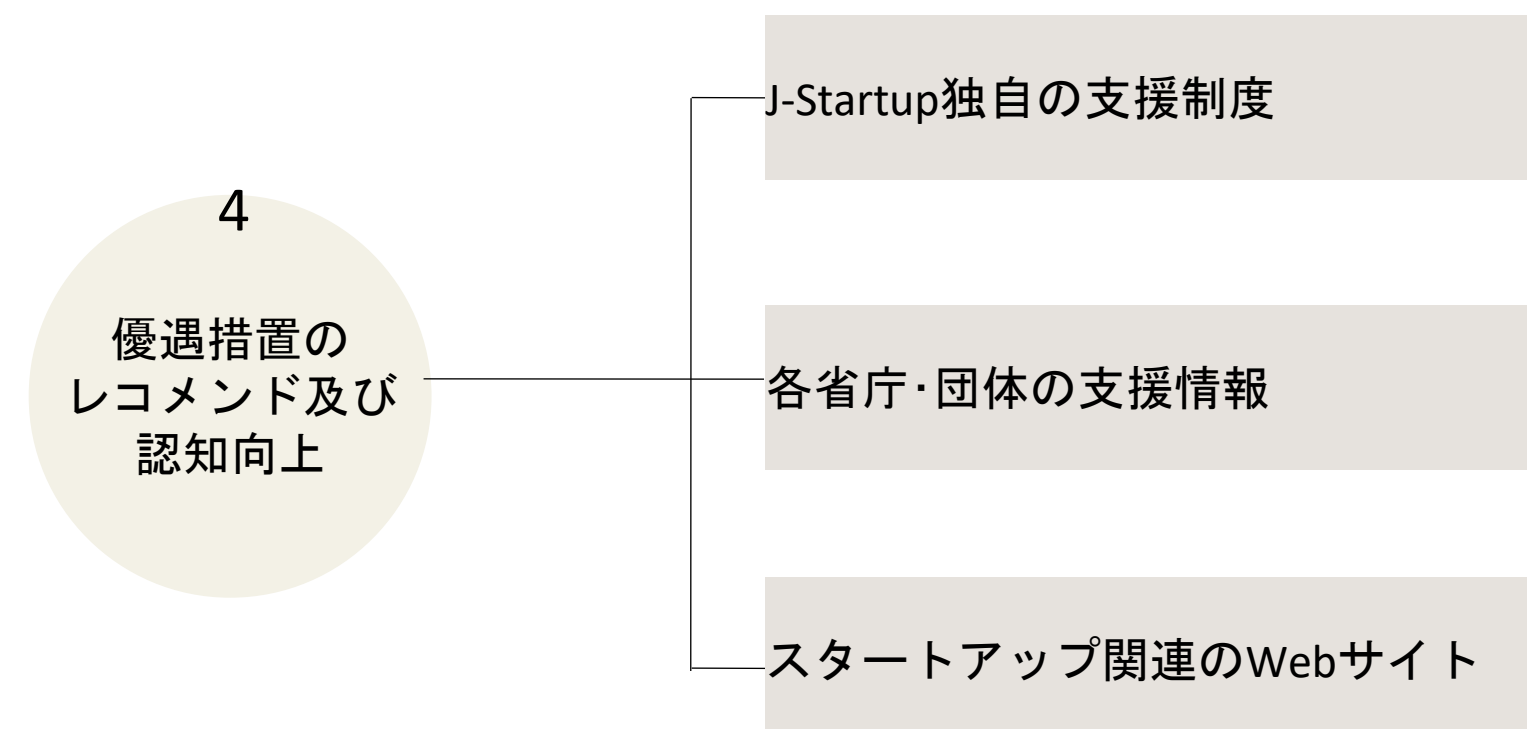 4
優遇措置の
レコメンド及び
認知向上
J-Startup独自の支援制度
各省庁・団体の支援情報
スタートアップ関連のWebサイト